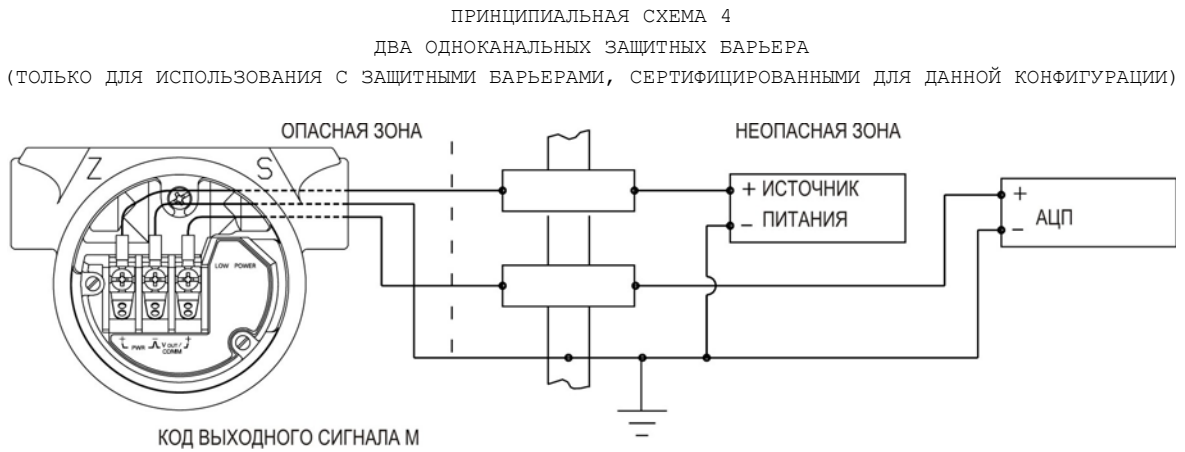 ПРИНЦИПИАЛЬНАЯ СХЕМА 4
ДВА ОДНОКАНАЛЬНЫХ ЗАЩИТНЫХ БАРЬЕРА
(ТОЛЬКО ДЛЯ ИСПОЛЬЗОВАНИЯ С ЗАЩИТНЫМИ БАРЬЕРАМИ, СЕРТИФИЦИРОВАННЫМИ ДЛЯ ДАННОЙ КОНФИГУРАЦИИ)
ОПАСНАЯ ЗОНА
НЕОПАСНАЯ ЗОНА
Z S
+ ИСТОЧНИК
– ПИТАНИЯ
+
– АЦП
LOW POWER
+ PWR – V OUT / +
COMM
КОД ВЫХОДНОГО СИГНАЛА М